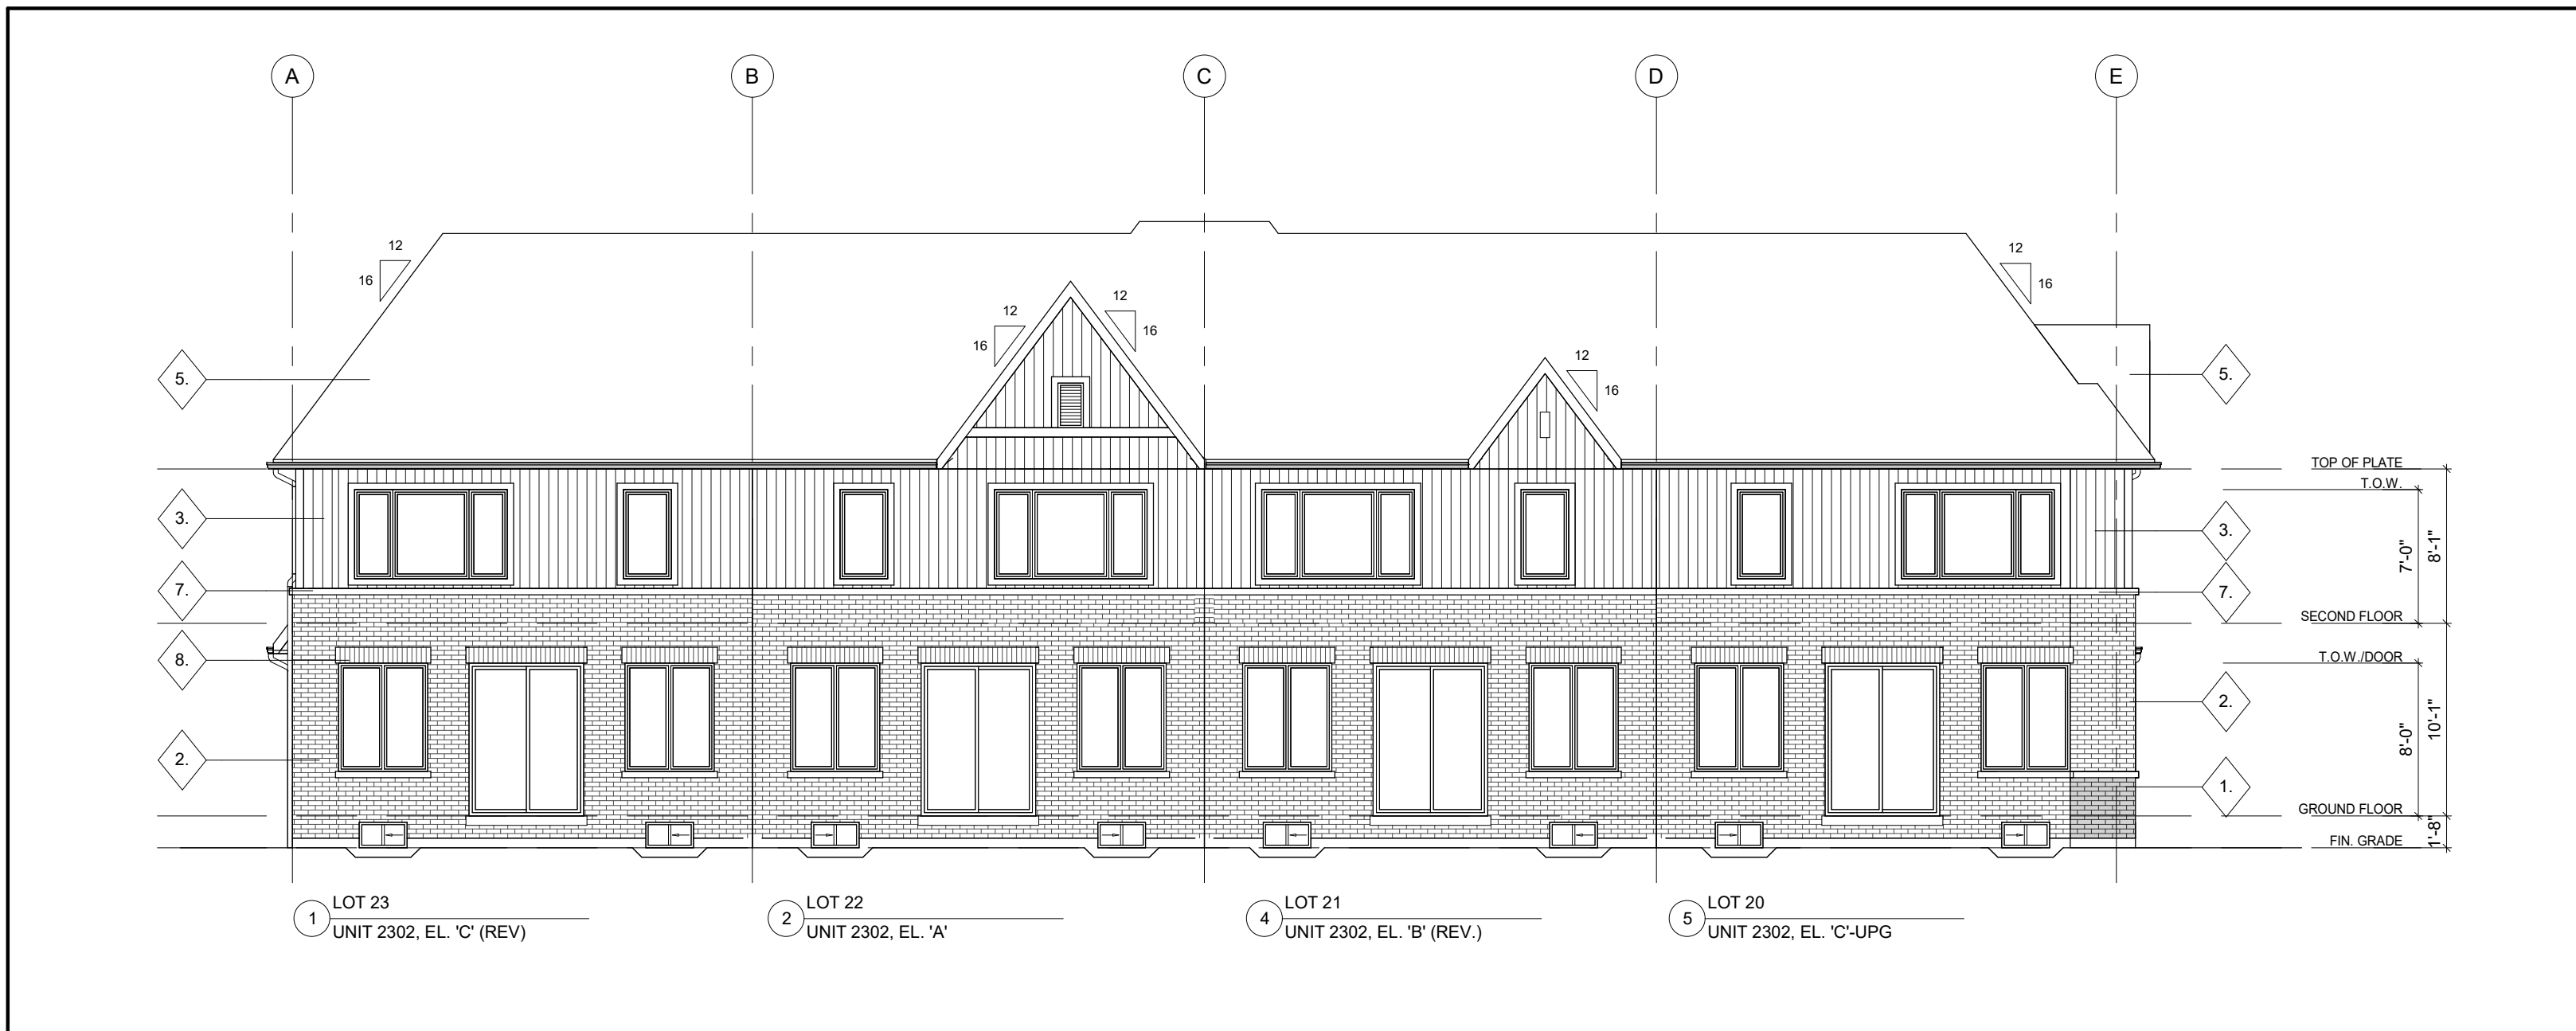 A
B
C
D
E
12
16
12
16
12
16
12
16
12
16
5.
5.
3.
3.
7.
7.
8.
2.
2.
1.
TOP OF PLATE
T.O.W.
SECOND FLOOR
T.O.W./DOOR
GROUND FLOOR
FIN. GRADE
7'-0"
8'-1"
8'-0"
10'-1"
1'-8"
1
LOT 23
UNIT 2302, EL. 'C' (REV)
2
LOT 22
UNIT 2302, EL. 'A'
4
LOT 21
UNIT 2302, EL. 'B' (REV.)
5
LOT 20
UNIT 2302, EL. 'C'-UPG